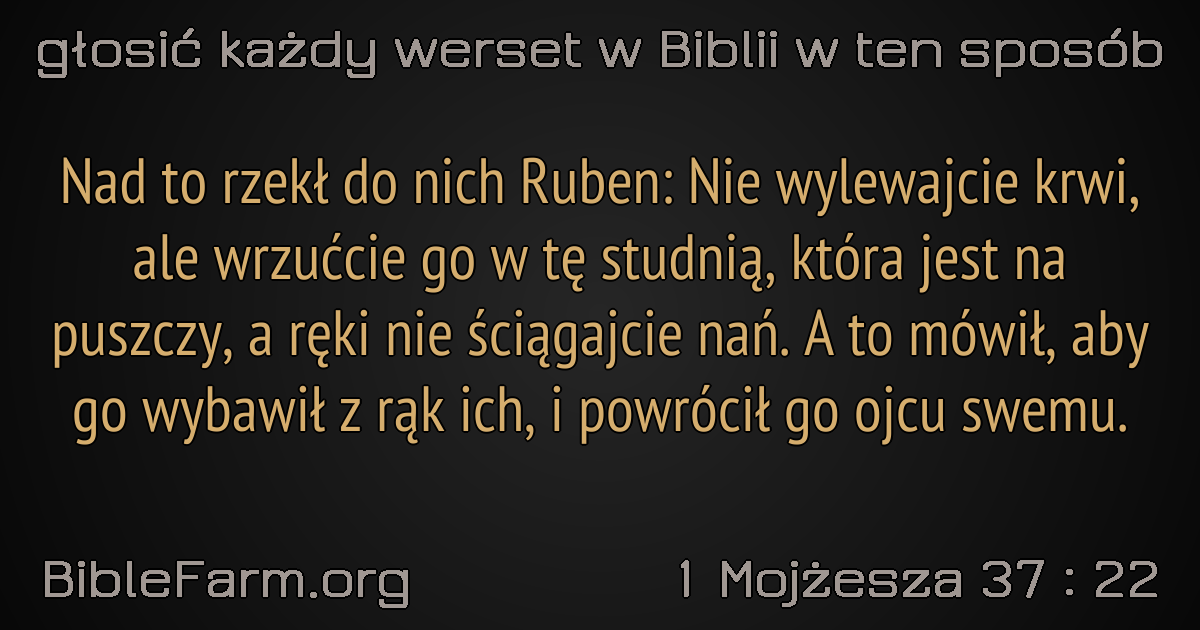 głosić każdy werset w Biblii w ten sposób
Nad to rzekł do nich Ruben: Nie wylewajcie krwi,
ale wrzućcie go w tę studnią, która jest na
puszczy, a ręki nie ściągajcie nań. A to mówił, aby
go wybawił z rąk ich, i powrócił go ojcu swemu.
BibleFarm.org
1 Mojżesza 37 : 22